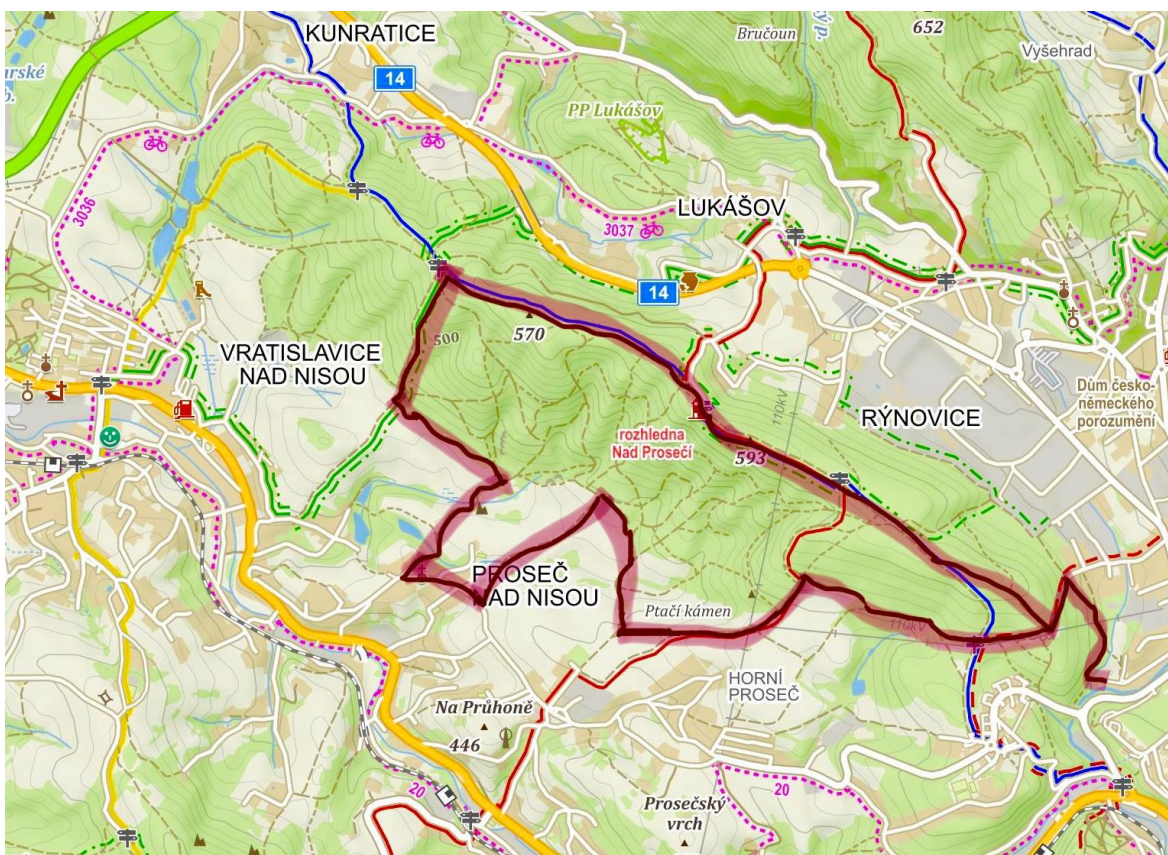 KUNRATICE
14
Bručoun
652
Vyšehrad
PP Lukášov
3036
LUKÁŠOV
3037
14
500
570
VRATISLAVICE
NAD NISOU
110kV
Dům česko-
německého
porozumění
RÝNOVICE
rozhledna
Nad Prosečí
593
PROSEČ
NAD NISOU
Ptačí kámen
110kV
HORNÍ
PROSEČ
Na Průhoně
446
20
20
Prosečský
vrch